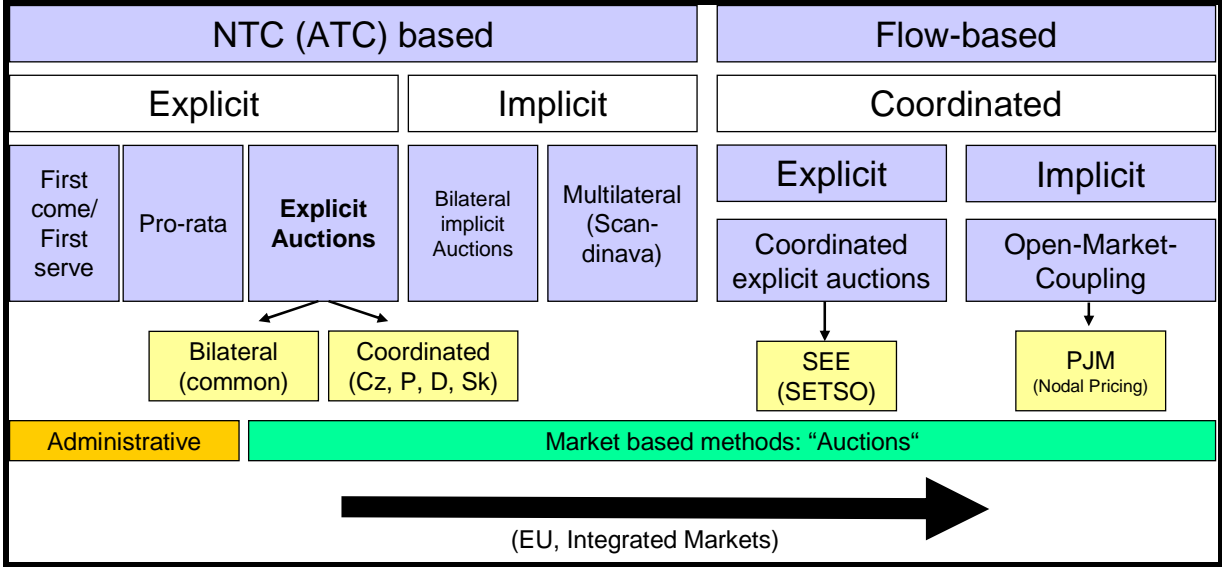 NTC (ATC) based
Flow-based
Explicit
Implicit
Coordinated
First
come/
First
serve
Pro-rata
Explicit
Auctions
Bilateral
implicit
Auctions
Multilateral
(Scan-
dinava)
Explicit
Implicit
Coordinated
explicit auctions
Open-Market-
Coupling
Bilateral
(common)
Coordinated
(Cz, P, D, Sk)
SEE
(SETSO)
PJM
(Nodal Pricing)
Administrative
Market based methods: "Auctions“
(EU, Integrated Markets)